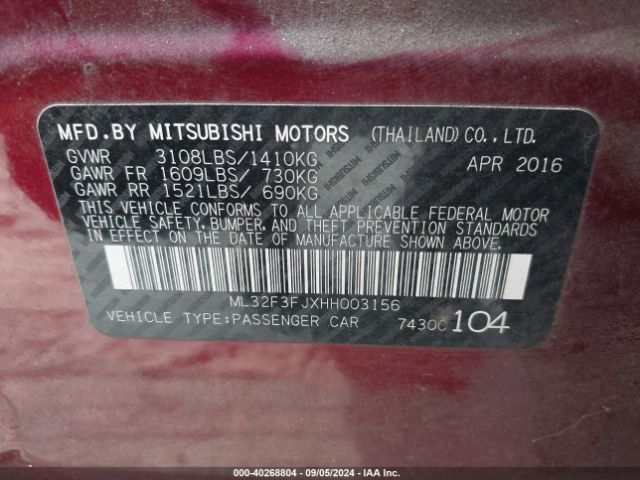 MFD.BY MITSUBISHI MOTORS (THAILAND)CO.,LTD.
GVWR 3108LBS/1410KG APR 2016
GAWR FR 1609LBS/ 730KG
GAWR RR 1521LBS/ 690KG
THIS VEHICLE CONFORMS TO ALL APPLICABLE FEDERAL MOTOR
VEHICLE SAFETY, BUMPER, AND THEFT PREVENTION STANDARDS
IN EFFECT ON THE DATE OF MANUFACTURE SHOWN ABOVE.
ML32F3FJXHH003156
VEHICLE TYPE:PASSENGER CAR 7430C104
000-40268804 - 09/05/2024 - IAA Inc.